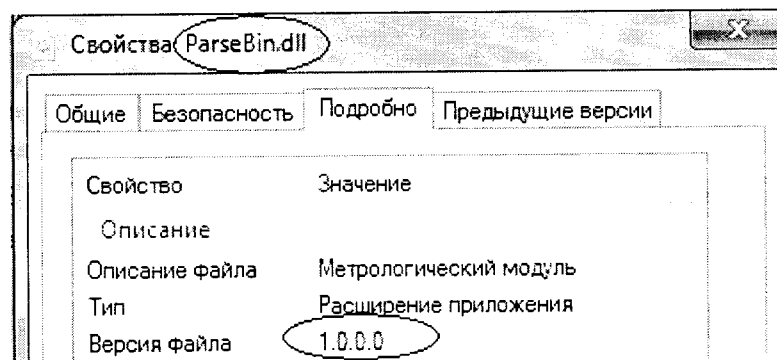 Свойства: ParseBin.dll
Общие Безопасность Подробно Предыдущие версии
Свойство Значение
Описание
Описание файла Метрологический модуль
Тип Расширение приложения
Версия файла 1.0.0.0